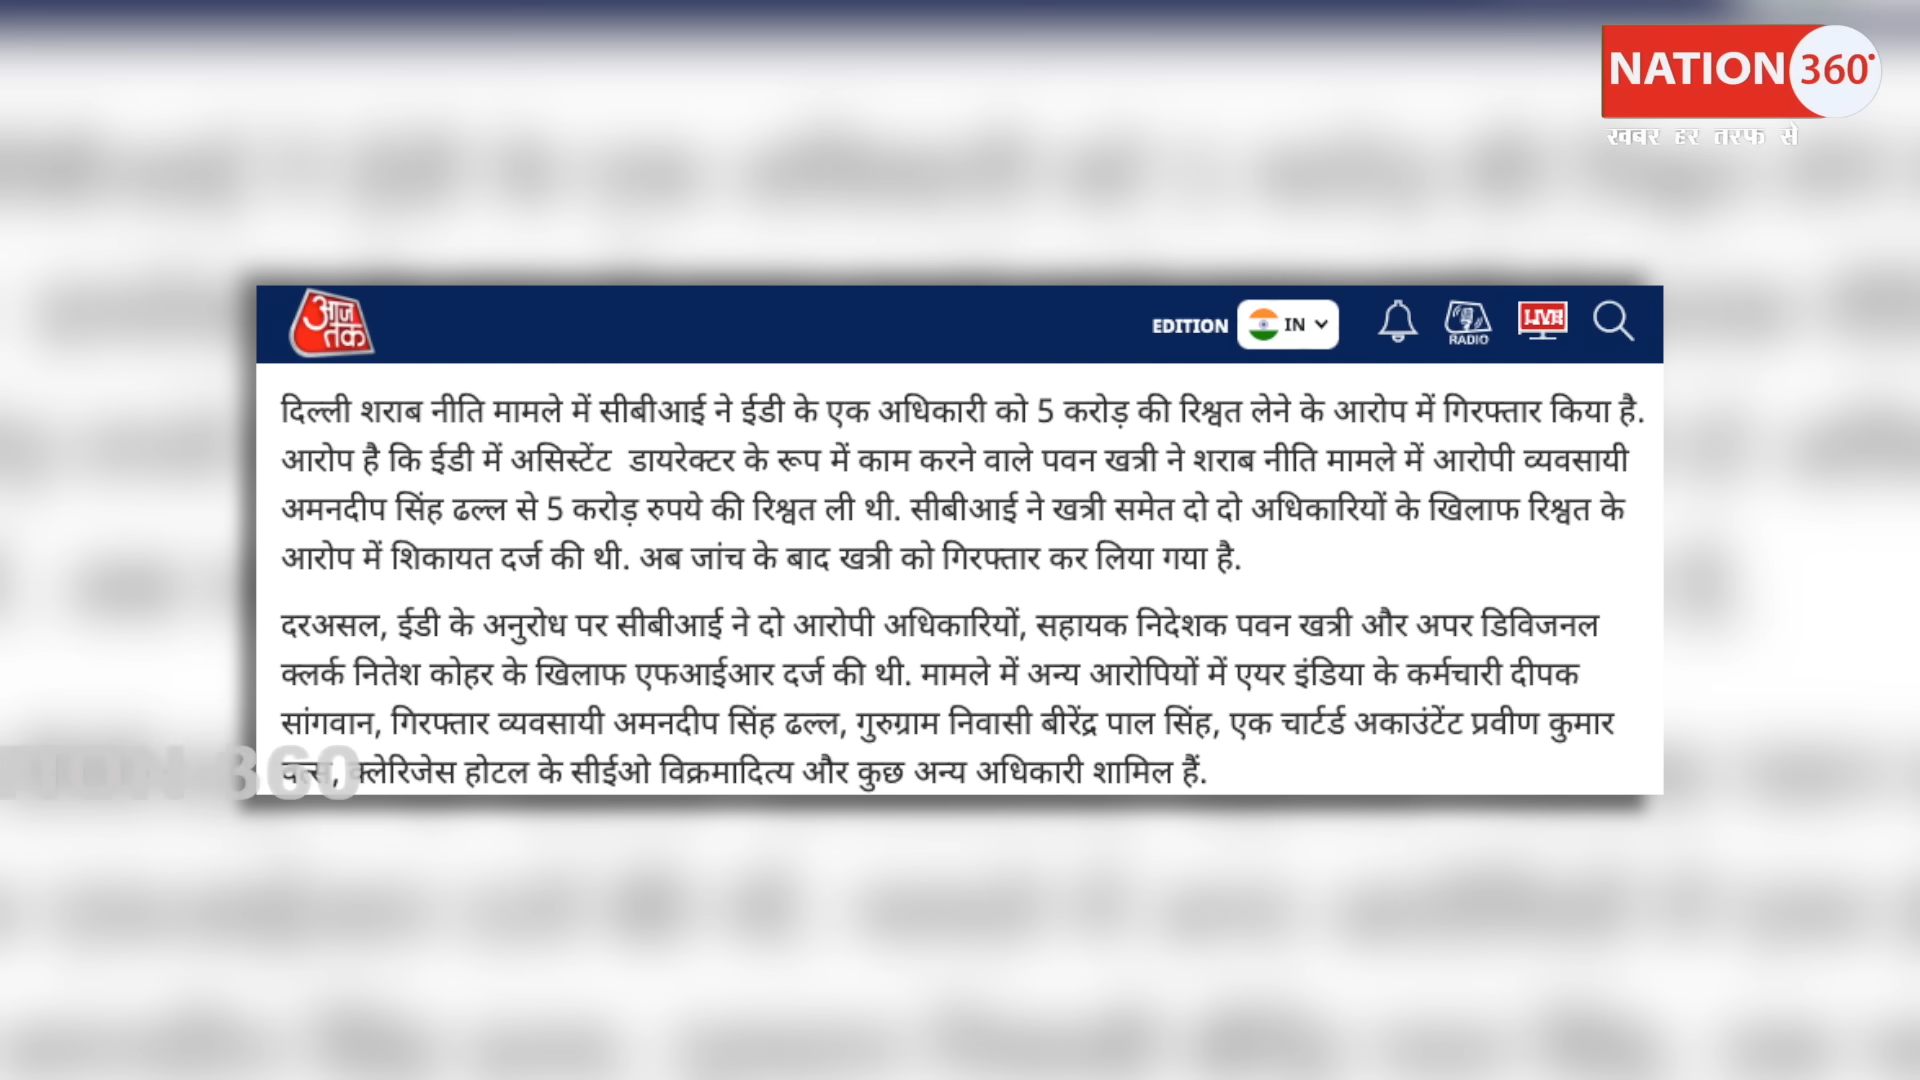 NATION 360°
खबर हर तरफ से
आज तक
EDITION IN RADIO LIVE
दिल्ली शराब नीति मामले में सीबीआई ने ईडी के एक अधिकारी को 5 करोड़ की रिश्वत लेने के आरोप में गिरफ्तार किया है.
आरोप है कि ईडी में असिस्टेंट डायरेक्टर के रूप में काम करने वाले पवन खत्री ने शराब नीति मामले में आरोपी व्यवसायी
अमनदीप सिंह ढल्ल से 5 करोड़ रुपये की रिश्वत ली थी. सीबीआई ने खत्री समेत दो दो अधिकारियों के खिलाफ रिश्वत के
आरोप में शिकायत दर्ज की थी. अब जांच के बाद खत्री को गिरफ्तार कर लिया गया है.
दरअसल, ईडी के अनुरोध पर सीबीआई ने दो आरोपी अधिकारियों, सहायक निदेशक पवन खत्री और अपर डिविजनल
क्लर्क नितेश कोहर के खिलाफ एफआईआर दर्ज की थी. मामले में अन्य आरोपियों में एयर इंडिया के कर्मचारी दीपक
सांगवान, गिरफ्तार व्यवसायी अमनदीप सिंह ढल्ल, गुरुग्राम निवासी बीरेंद्र पाल सिंह, एक चार्टर्ड अकाउंटेंट प्रवीण कुमार
वत्स, क्लेरिजेस होटल के सीईओ विक्रमादित्य और कुछ अन्य अधिकारी शामिल हैं.
360